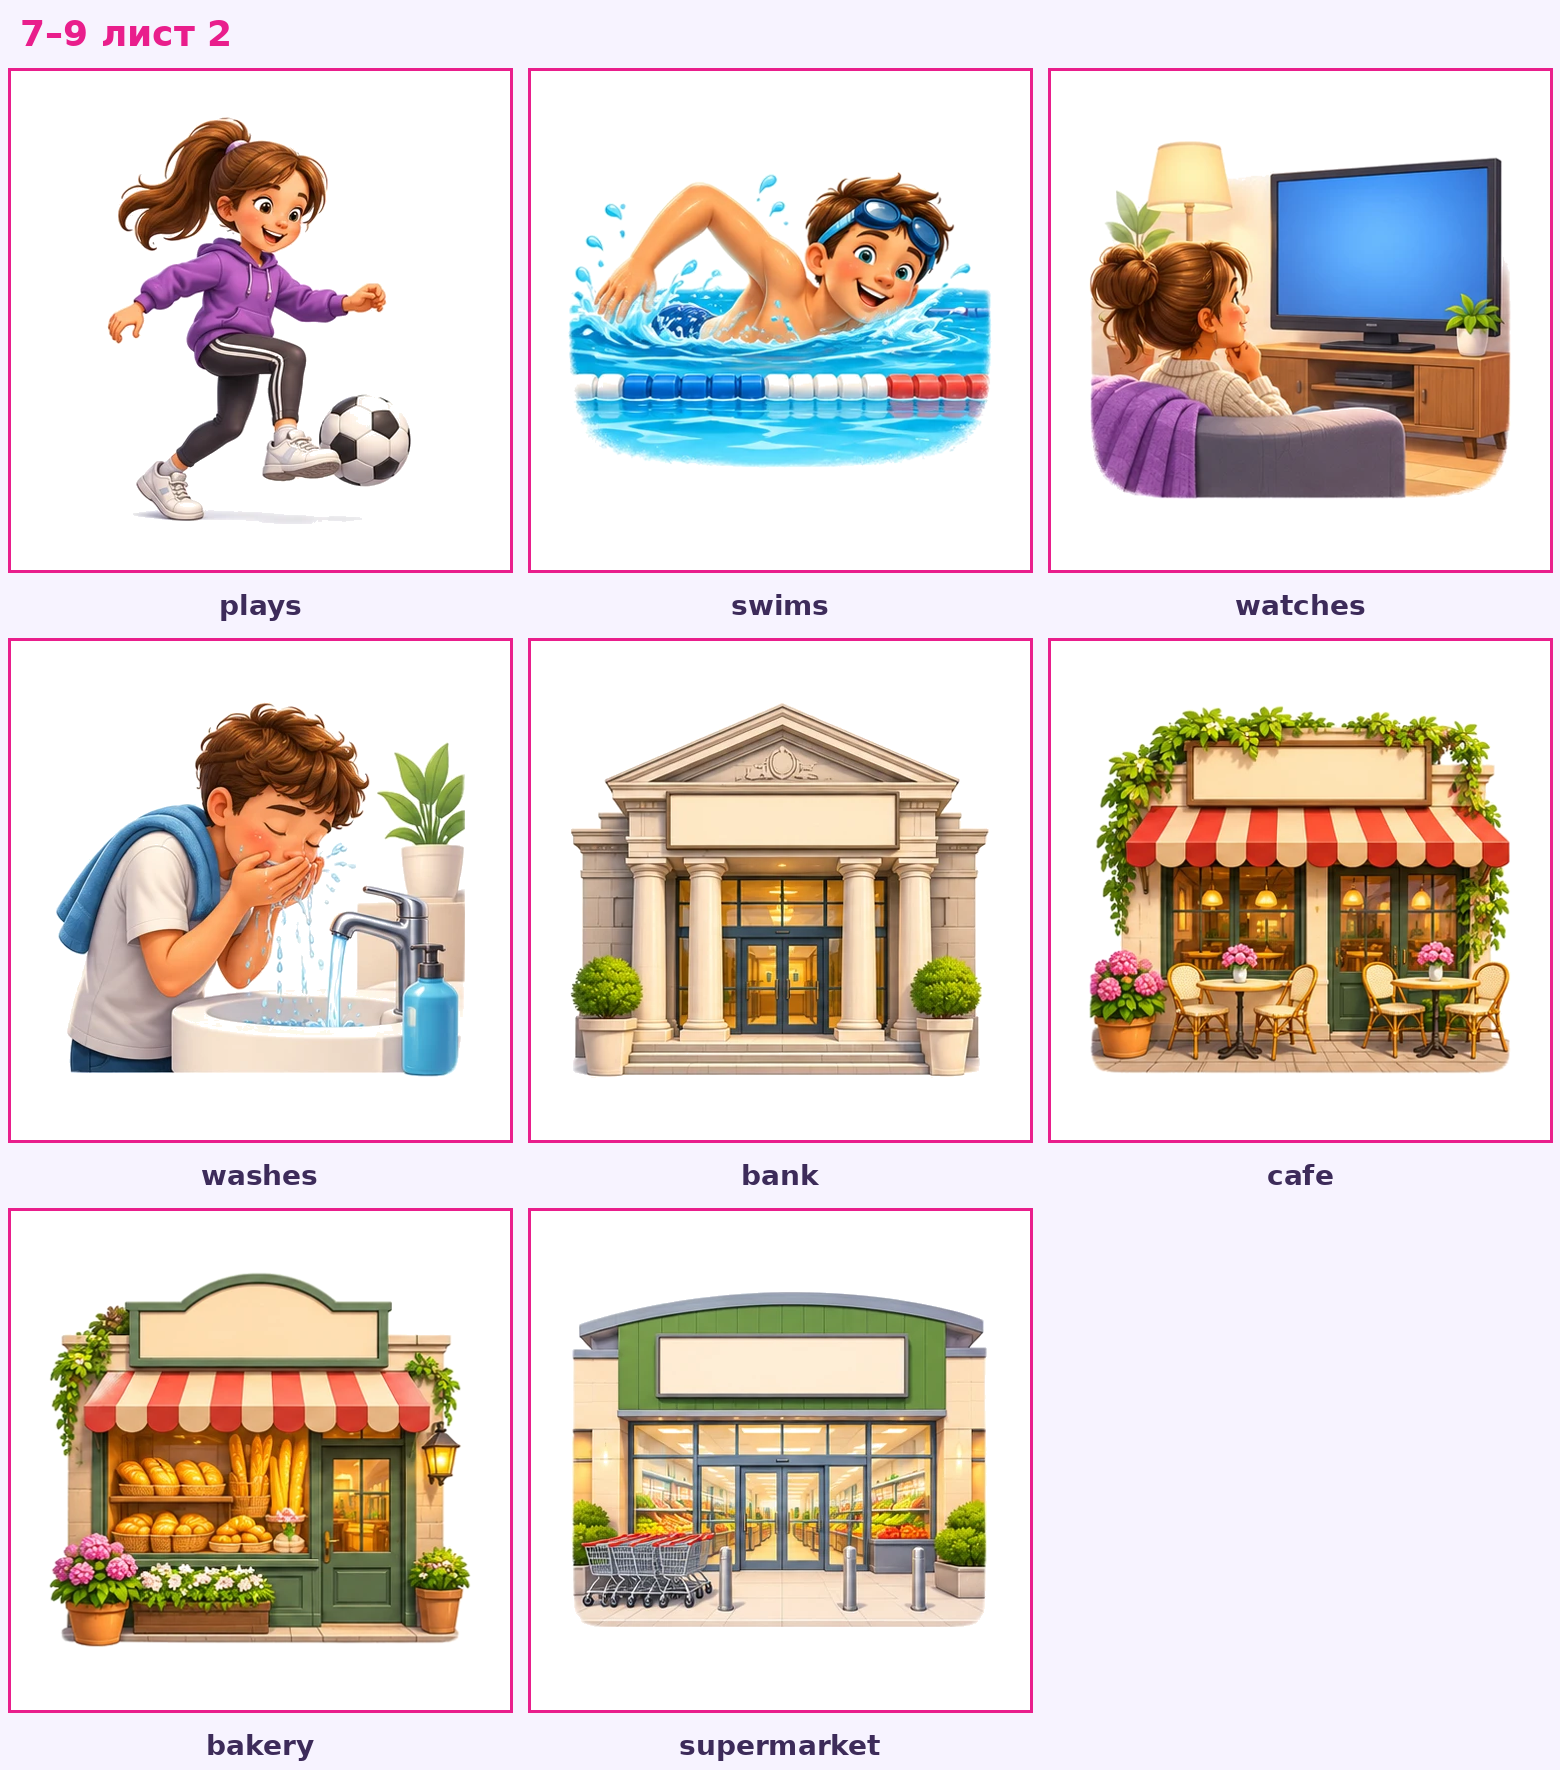 7–9 лист 2
plays
swims
watches
washes
bank
cafe
bakery
supermarket